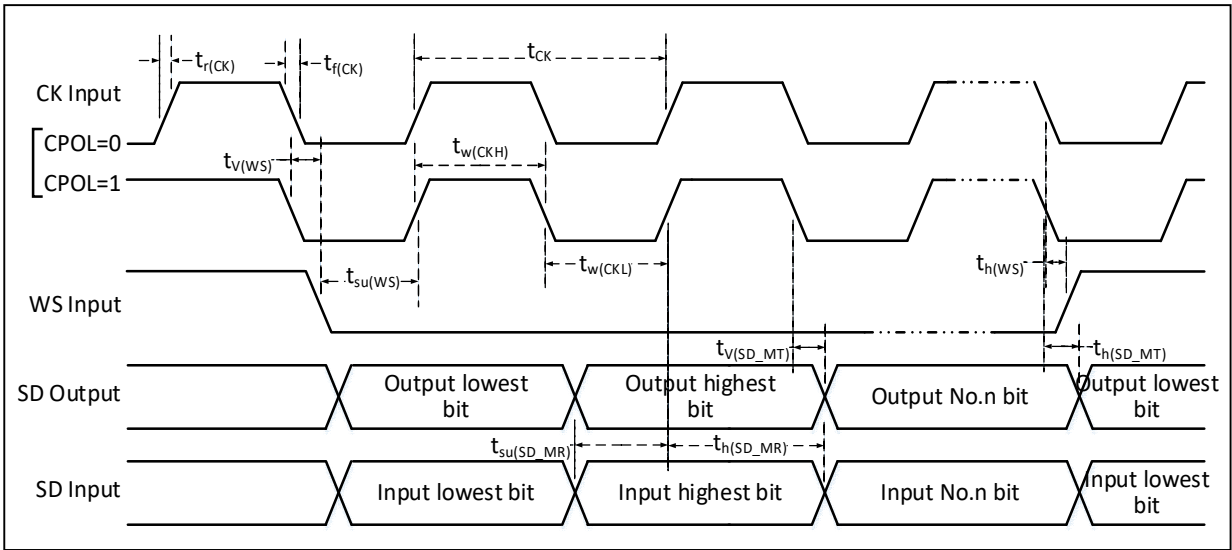 tr(CK)
tf(CK)
tCK
CK Input
CPOL=0
CPOL=1
tV(WS)
tw(CKH)
tsu(WS)
tw(CKL)
th(WS)
WS Input
tV(SD_MT)
th(SD_MT)
SD Output
Output lowest
bit
Output highest
bit
Output No.n bit
Output lowest
bit
tsu(SD_MR)
th(SD_MR)
SD Input
Input lowest bit
Input highest bit
Input No.n bit
Input lowest
bit